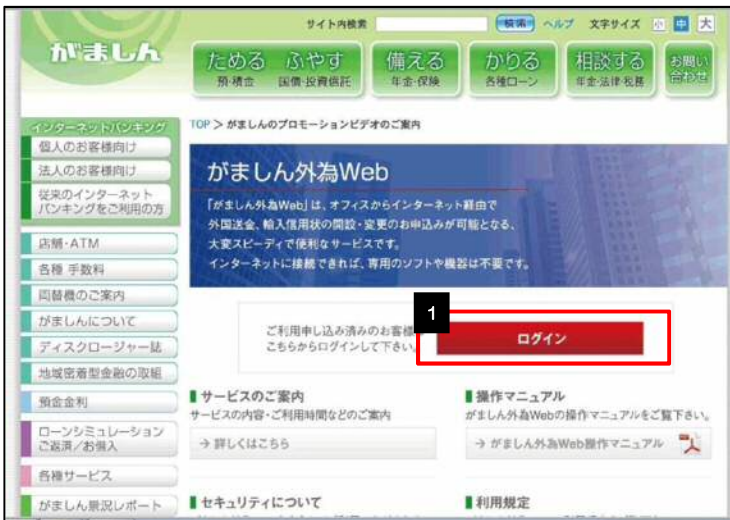 サイト内検索
検索
ヘルプ
文字サイズ
小
中
大
がましん
ためる ふやす
預・積金 国債・投資信託
備える
年金・保険
かりる
各種ローン
相談する
年金・法律・税務
お問い
合わせ
インターネットバンキング
個人のお客様向け
法人のお客様向け
従来のインターネット
バンキングをご利用の方
店舗・ATM
各種 手数料
両替機のご案内
がましんについて
ディスクロージャー誌
地域密着型金融の取組
預金金利
ローンシミュレーション
ご返済/お借入
各種サービス
がましん景況レポート
TOP > がましんのプロモーションビデオのご案内
がましん外為Web
「がましん外為Web」は、オフィスからインターネット経由で
外国送金、輸入信用状の開設・変更のお申込みが可能となる、
大変スピーディで便利なサービスです。
インターネットに接続できれば、専用のソフトや機器は不要です。
ご利用申し込み済みのお客様
こちらからログインして下さい。
1
ログイン
サービスのご案内
サービスの内容・ご利用時間などのご案内
→ 詳しくはこちら
操作マニュアル
がましん外為Webの操作マニュアルをご覧下さい。
→ がましん外為Web操作マニュアル
セキュリティについて
利用規定